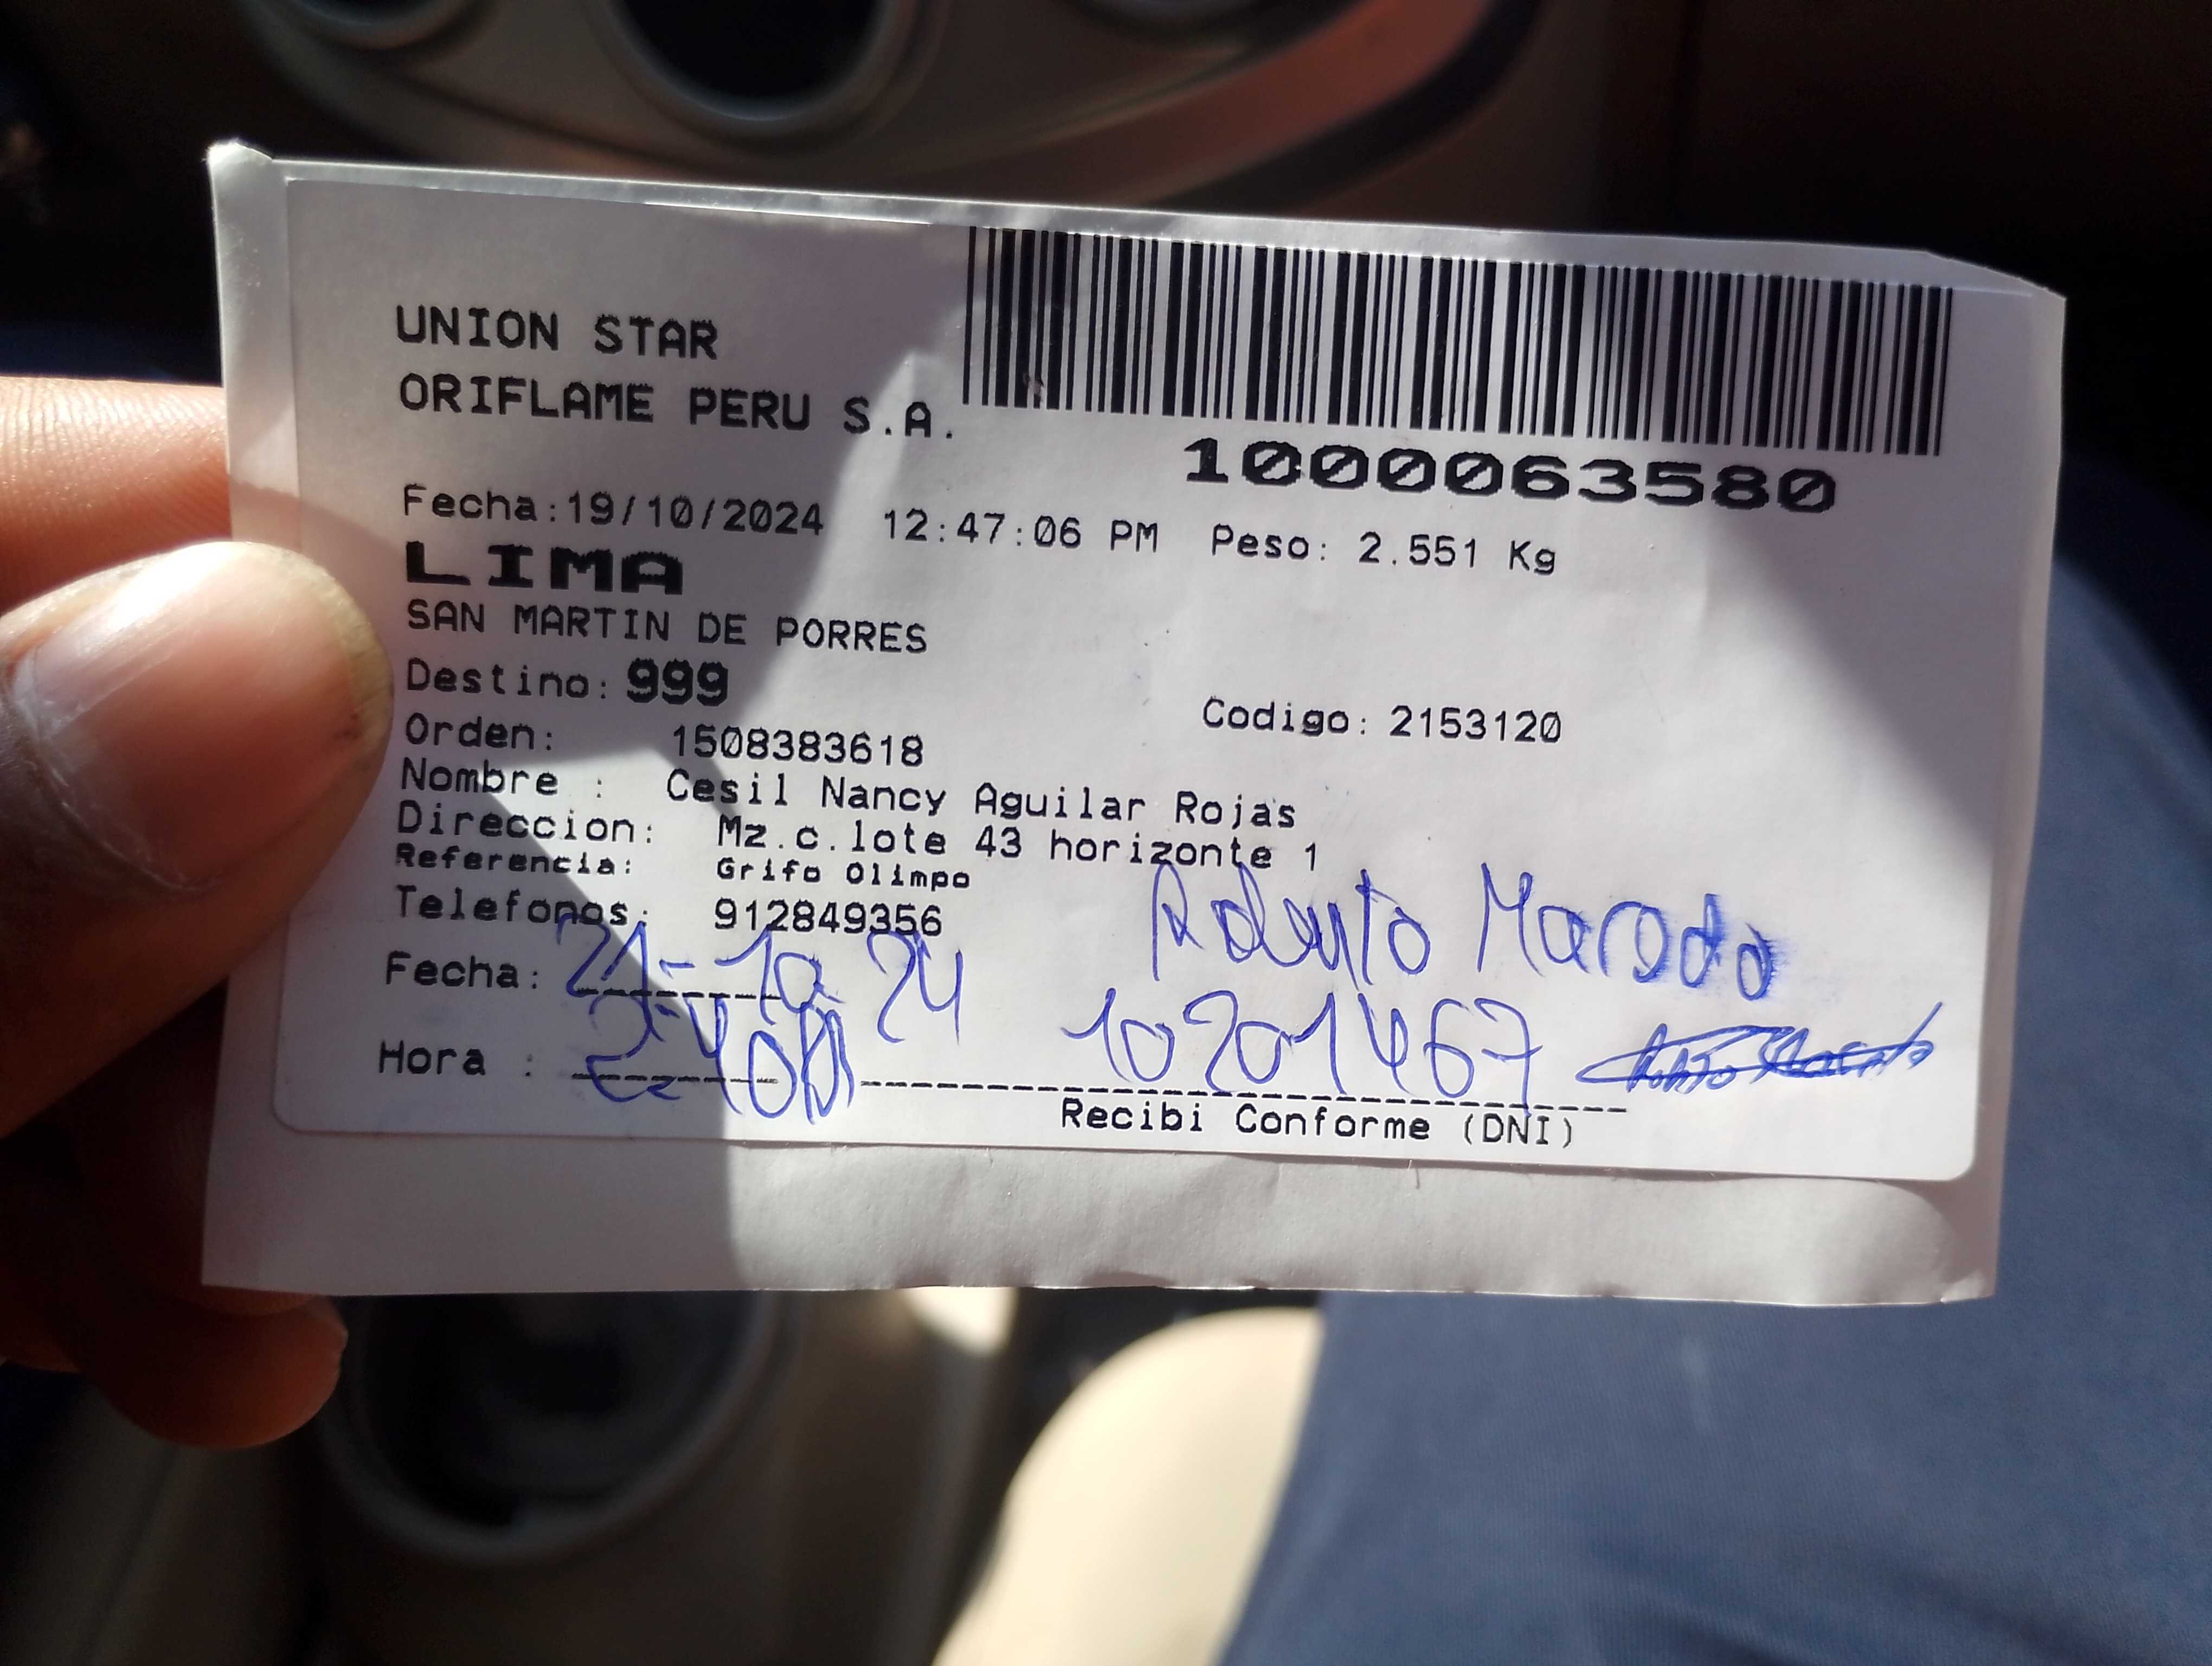 UNION STAR
ORIFLAME PERU S.A.
1000063580
Fecha:19/10/2024 12:47:06 PM Peso: 2.551 Kg
LIMA
SAN MARTIN DE PORRES
Destino: 999
Codigo: 2153120
Orden: 1508383618
Nombre : Cesil Nancy Aguilar Rojas
Direccion: Mz.c.lote 43 horizonte 1
Referencia: Grifo Olimpo
Telefonos: 912849356
Fecha: 21-10 24
Hora :
10201467
Recibi Conforme (DNI)